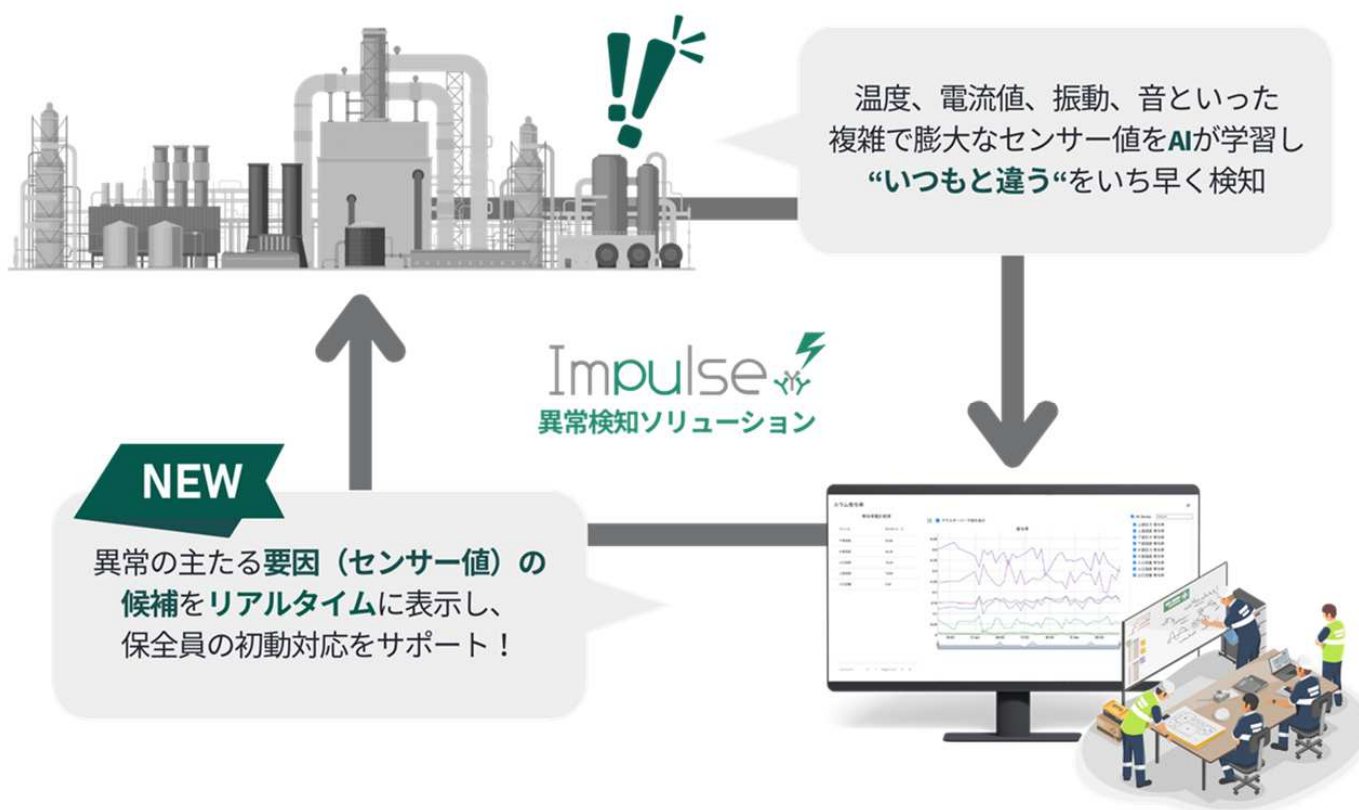 温度、電流値、振動、音といった
複雑で膨大なセンサー値をAIが学習し
“いつもと違う“をいち早く検知
Impulse
異常検知ソリューション
NEW
異常の主たる要因（センサー値）の
候補をリアルタイムに表示し、
保全員の初動対応をサポート！